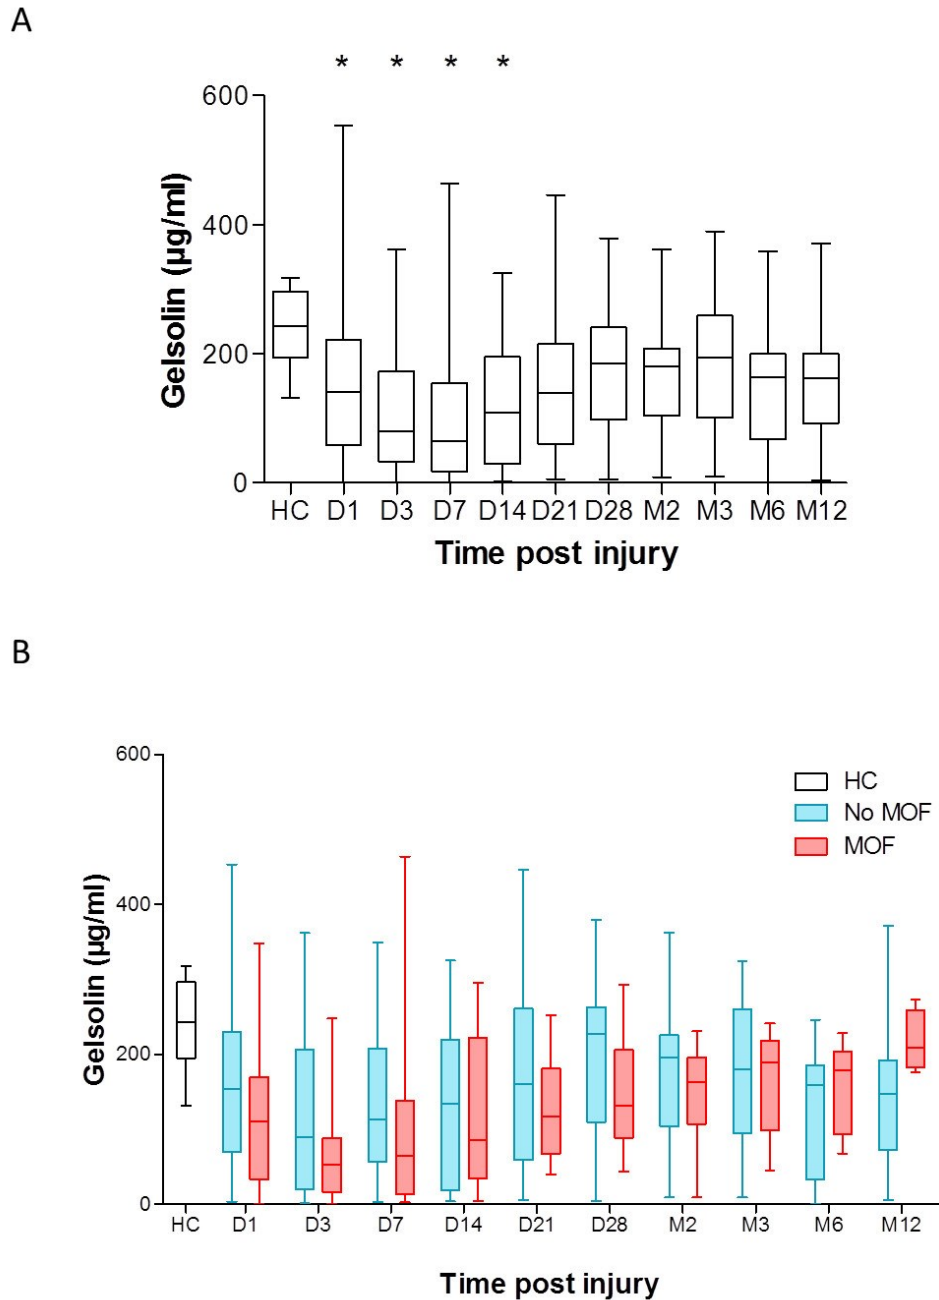 A
* * * *
600
400
200
0
Gelsolin (µg/ml)
HC D1 D3 D7 D14 D21 D28 M2 M3 M6 M12
Time post injury
B
600
400
200
0
Gelsolin (µg/ml)
HC
No MOF
MOF
HC D1 D3 D7 D14 D21 D28 M2 M3 M6 M12
Time post injury